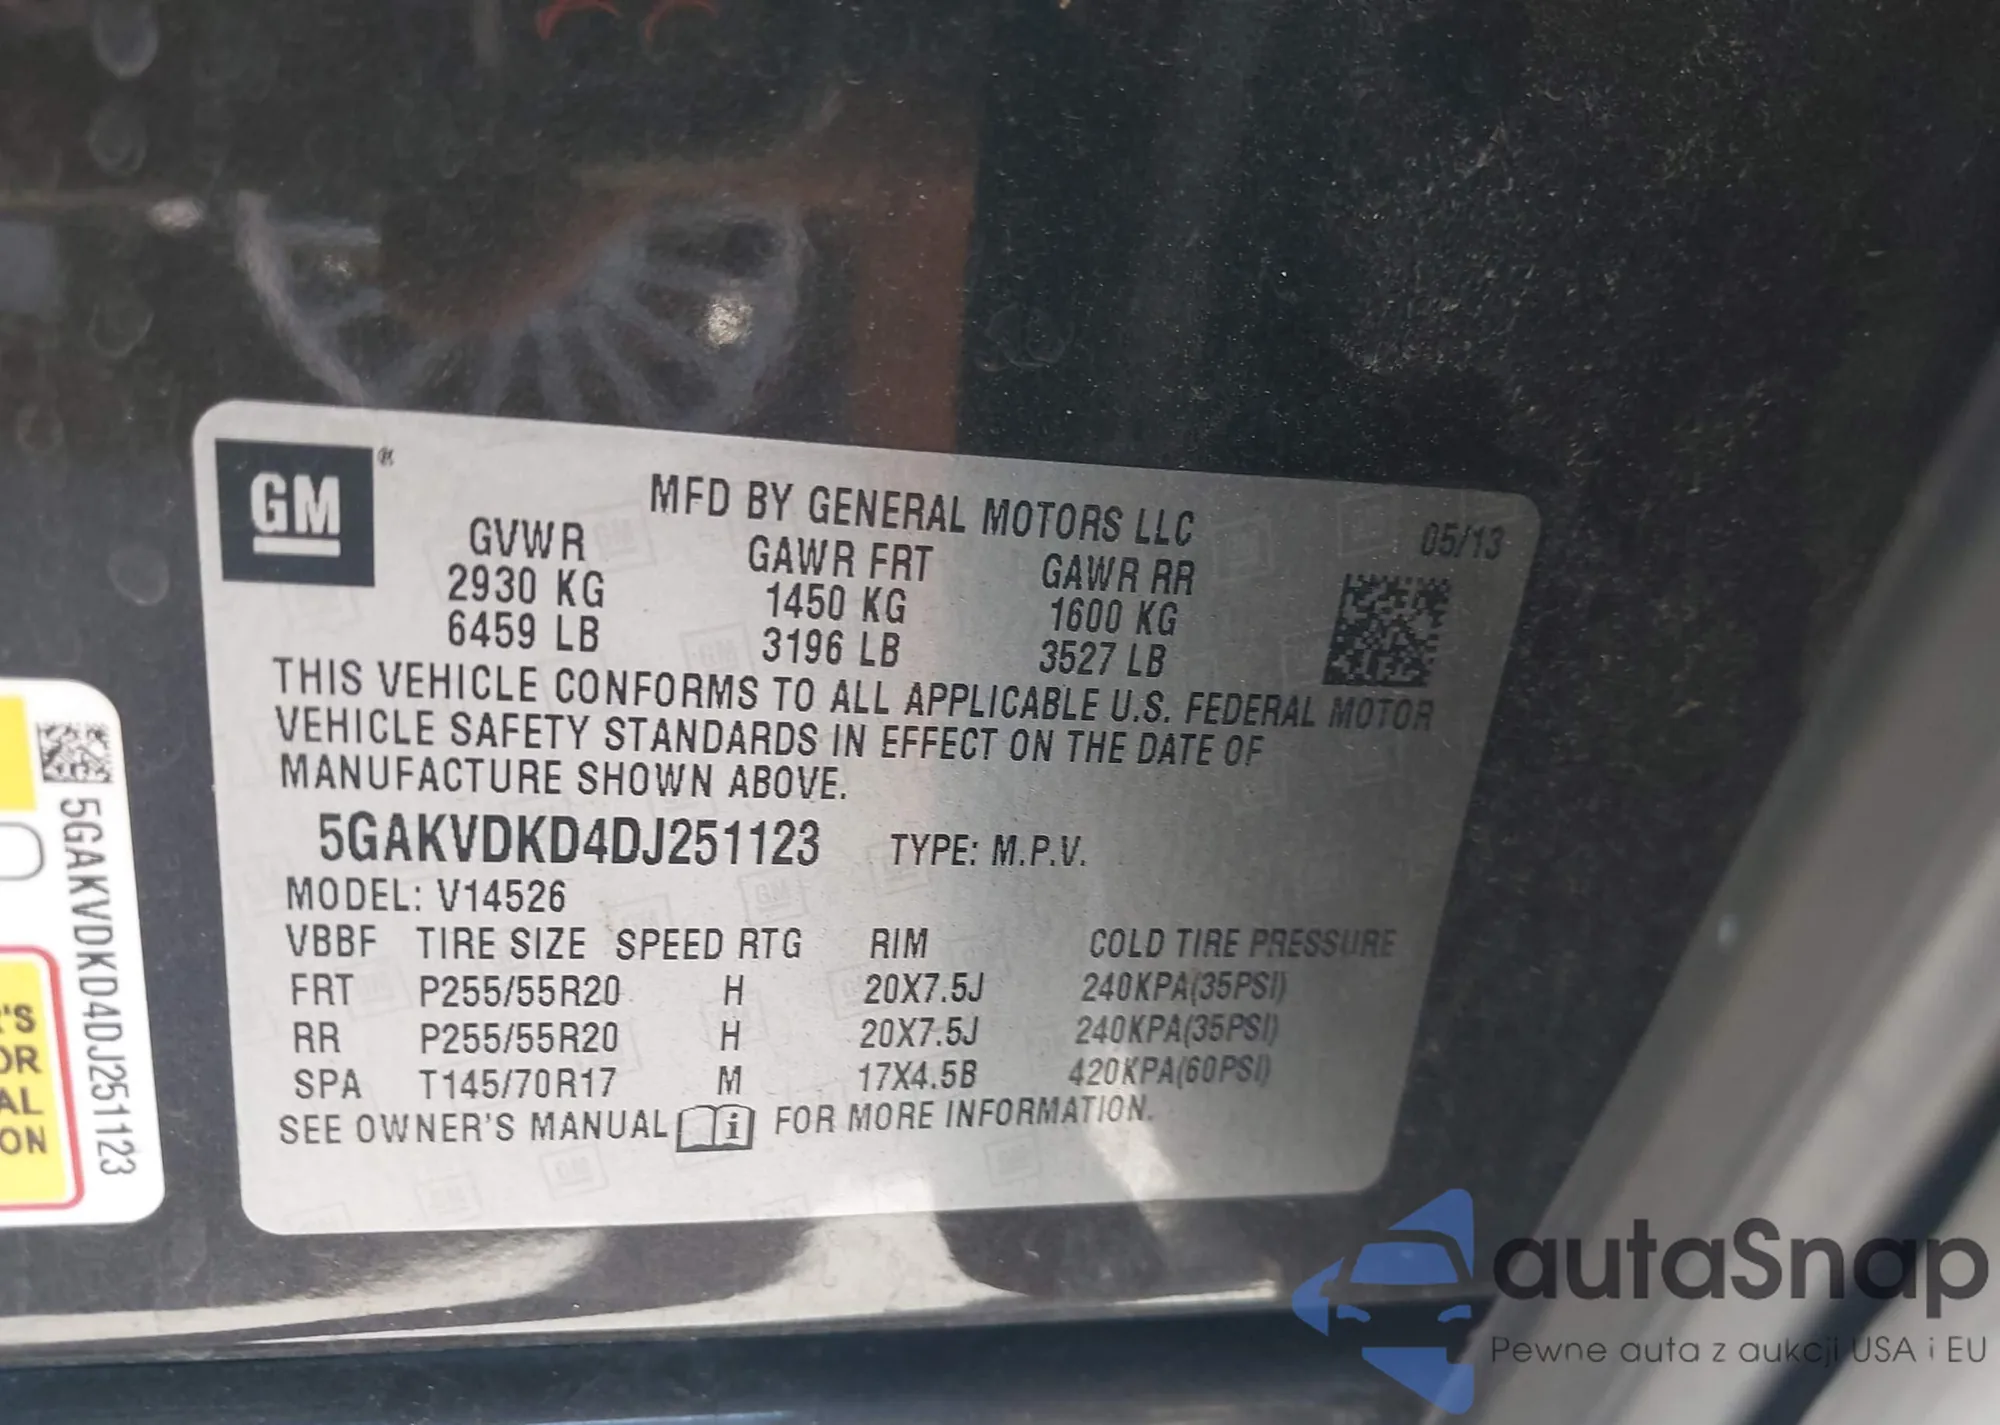 GM®
MFD BY GENERAL MOTORS LLC
05/13
GVWR GAWR FRT GAWR RR
2930 KG 1450 KG 1600 KG
6459 LB 3196 LB 3527 LB
THIS VEHICLE CONFORMS TO ALL APPLICABLE U.S. FEDERAL MOTOR
VEHICLE SAFETY STANDARDS IN EFFECT ON THE DATE OF
MANUFACTURE SHOWN ABOVE.
5GAKVDKD4DJ251123 TYPE: M.P.V.
MODEL: V14526
VBBF TIRE SIZE SPEED RTG RIM COLD TIRE PRESSURE
FRT P255/55R20 H 20X7.5J 240KPA(35PSI)
RR P255/55R20 H 20X7.5J 240KPA(35PSI)
SPA T145/70R17 M 17X4.5B 420KPA(60PSI)
SEE OWNER'S MANUAL i FOR MORE INFORMATION.
5GAKVDKD4DJ251123
'S
OR
AL
ON
autaSnap
Pewne auta z aukcji USA i EU